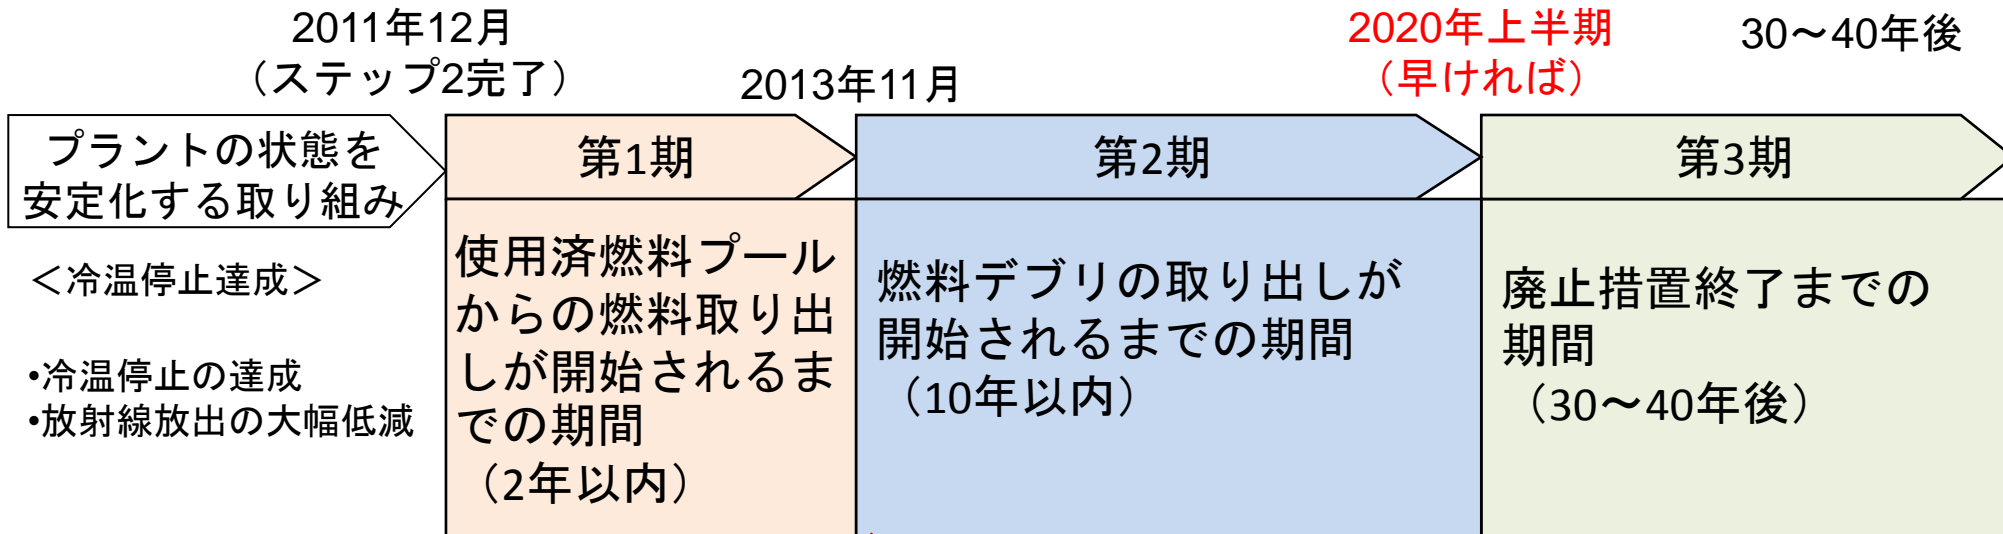 2011年12月
（ステップ2完了）
2013年11月
2020年上半期
（早ければ）
30～40年後
プラントの状態を
安定化する取り組み
第1期
第2期
第3期
＜冷温停止達成＞
•冷温停止の達成
•放射線放出の大幅低減
使用済燃料プール
からの燃料取り出
しが開始されるま
での期間
（2年以内）
燃料デブリの取り出しが
開始されるまでの期間
（10年以内）
廃止措置終了までの
期間
（30～40年後）